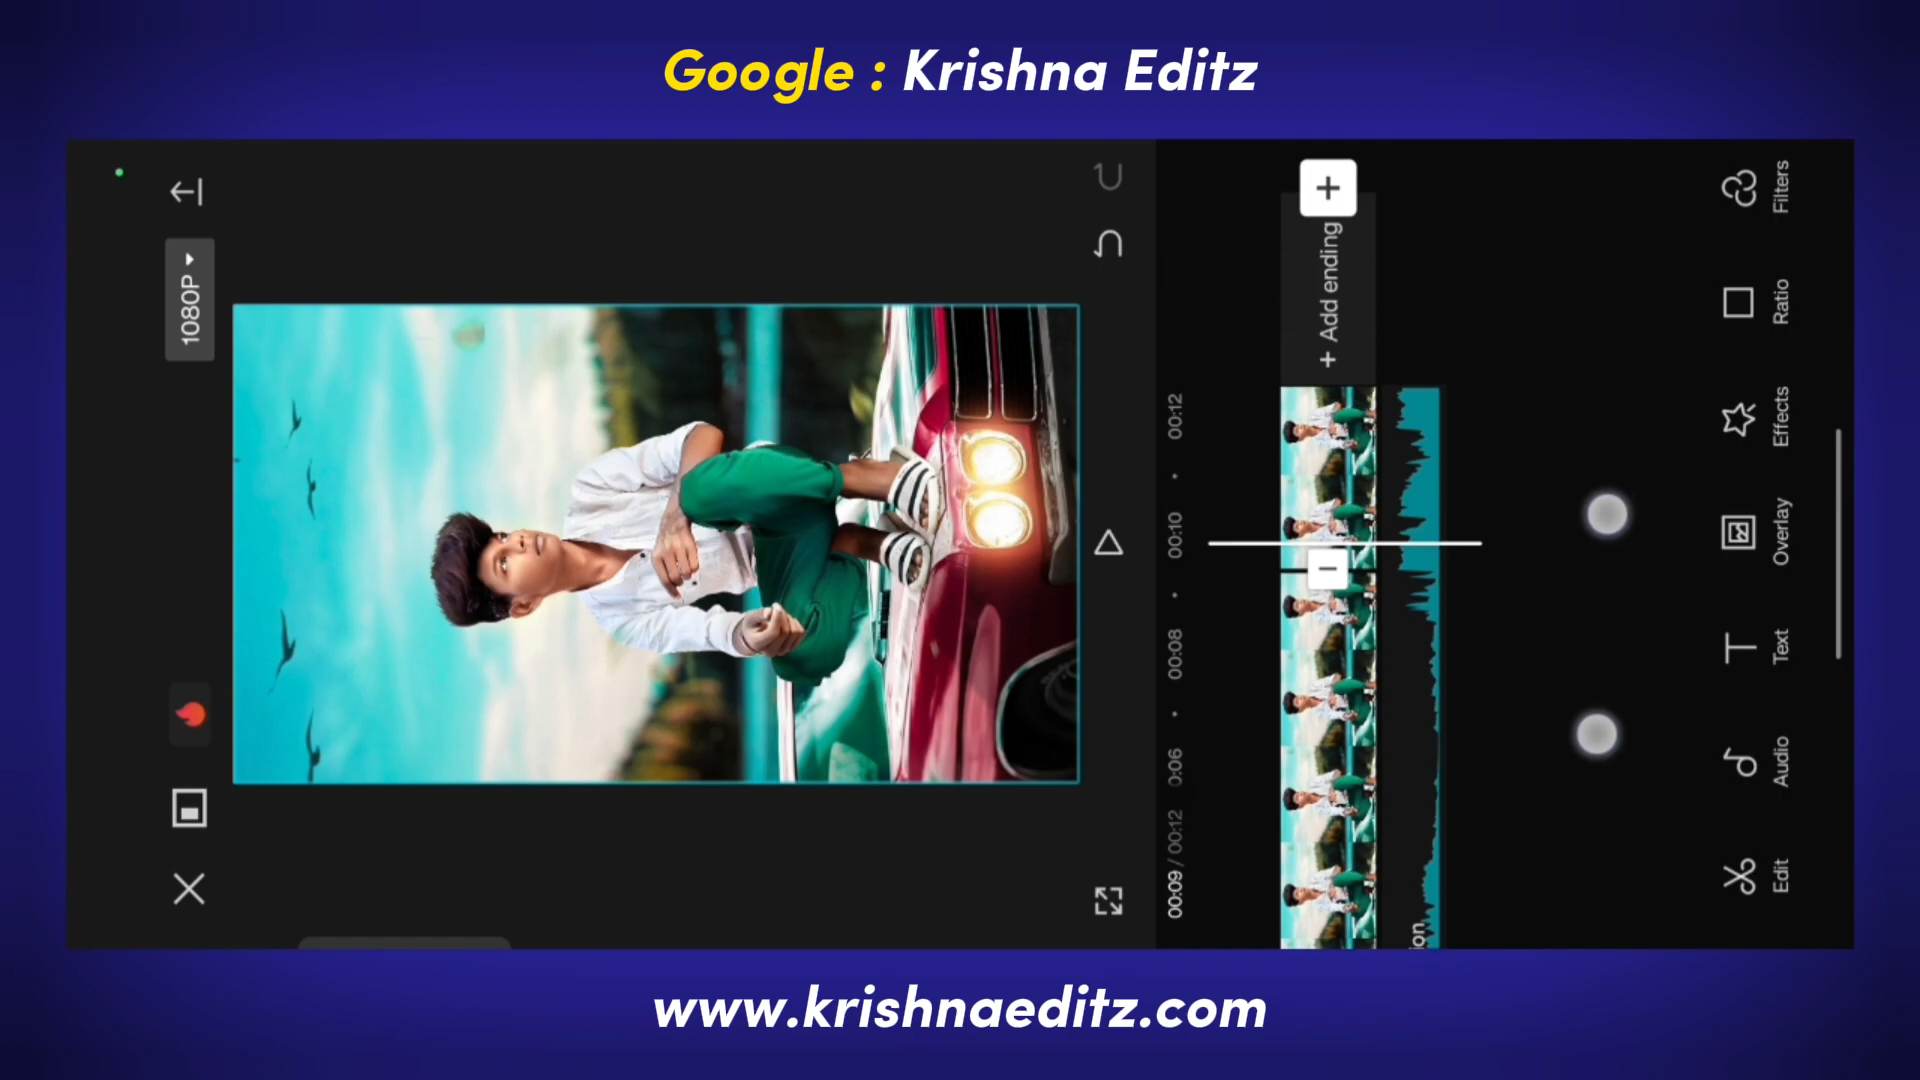 Google : Krishna Editz
1080P
+ Add ending
00:09 / 00:12
0:06
00:08
00:10
00:12
ion
Edit
Audio
Text
Overlay
Effects
Ratio
Filters
www.krishnaeditz.com